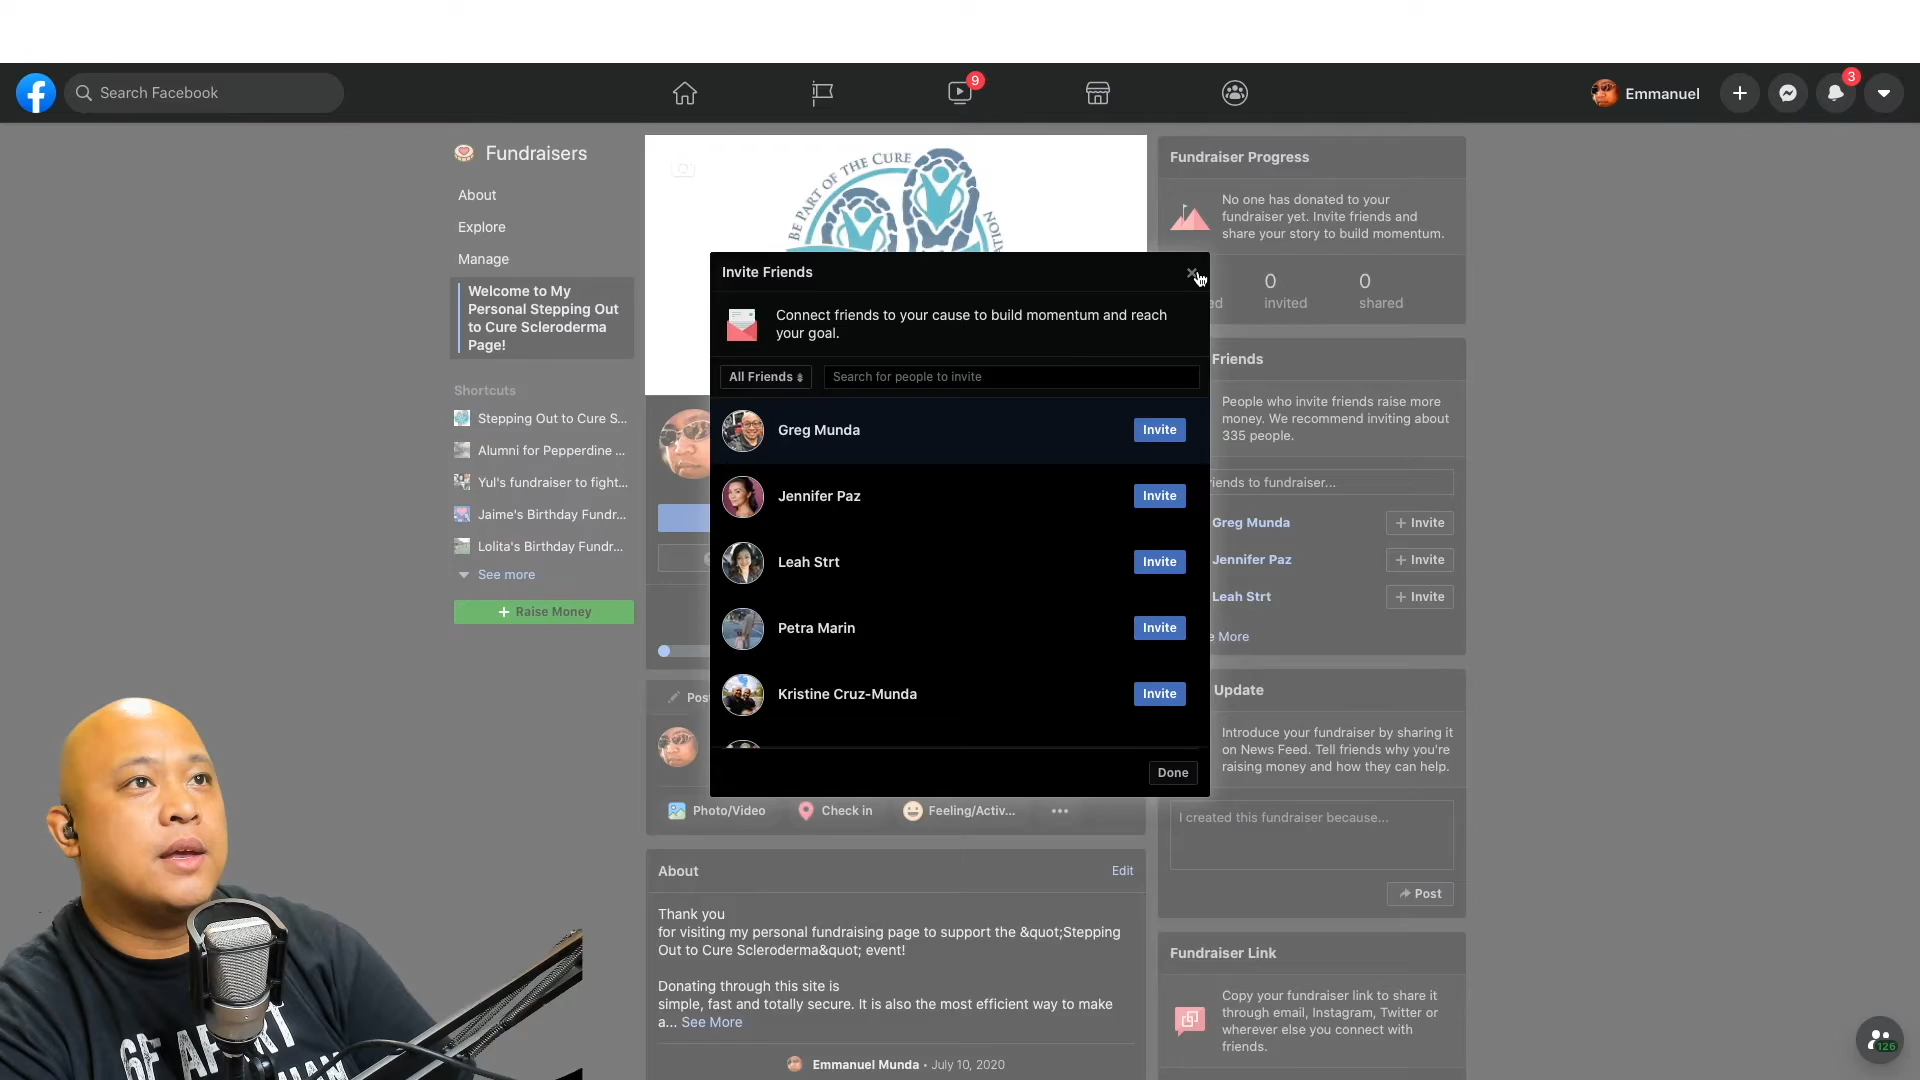 Search Facebook
9
Emmanuel
3
Fundraisers
About
Explore
Manage
Welcome to My
Personal Stepping Out
to Cure Scleroderma
Page!
Shortcuts
Stepping Out to Cure S...
Alumni for Pepperdine ...
Yul's fundraiser to fight...
Jaime's Birthday Fundr...
Lolita's Birthday Fundr...
See more
+ Raise Money
BE PART OF THE CURE
Invite Friends
Connect friends to your cause to build momentum and reach
your goal.
All Friends
Search for people to invite
Greg Munda
Invite
Jennifer Paz
Invite
Leah Strt
Invite
Petra Marin
Invite
Kristine Cruz-Munda
Invite
Done
Photo/Video
Check in
Feeling/Activ...
About
Edit
Thank you
for visiting my personal fundraising page to support the &quot;Stepping
Out to Cure Scleroderma&quot; event!
Donating through this site is
simple, fast and totally secure. It is also the most efficient way to make
a... See More
Emmanuel Munda · July 10, 2020
Fundraiser Progress
No one has donated to your
fundraiser yet. Invite friends and
share your story to build momentum.
0
invited
0
shared
Friends
People who invite friends raise more
money. We recommend inviting about
335 people.
to fundraiser...
Greg Munda
+ Invite
Jennifer Paz
+ Invite
Leah Strt
+ Invite
More
Update
Introduce your fundraiser by sharing it
on News Feed. Tell friends why you're
raising money and how they can help.
I created this fundraiser because...
Post
Fundraiser Link
Copy your fundraiser link to share it
through email, Instagram, Twitter or
wherever else you connect with
friends.
126